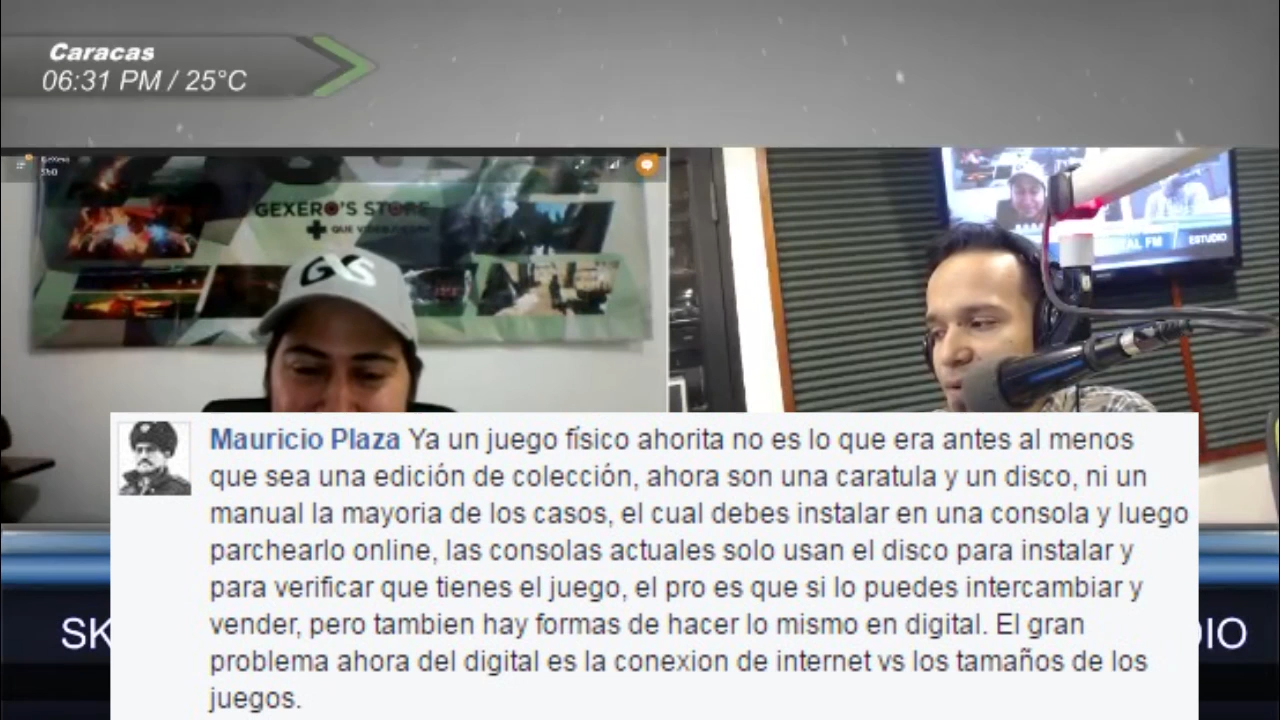 Caracas
06:31 PM / 25°C
GEXERO'S STORE
GXS
AL FM
ESTUDIO
SK
DIO
Mauricio Plaza Ya un juego físico ahorita no es lo que era antes al menos
que sea una edición de colección, ahora son una caratula y un disco, ni un
manual la mayoria de los casos, el cual debes instalar en una consola y luego
parchearlo online, las consolas actuales solo usan el disco para instalar y
para verificar que tienes el juego, el pro es que si lo puedes intercambiar y
vender, pero tambien hay formas de hacer lo mismo en digital. El gran
problema ahora del digital es la conexion de internet vs los tamaños de los
juegos.